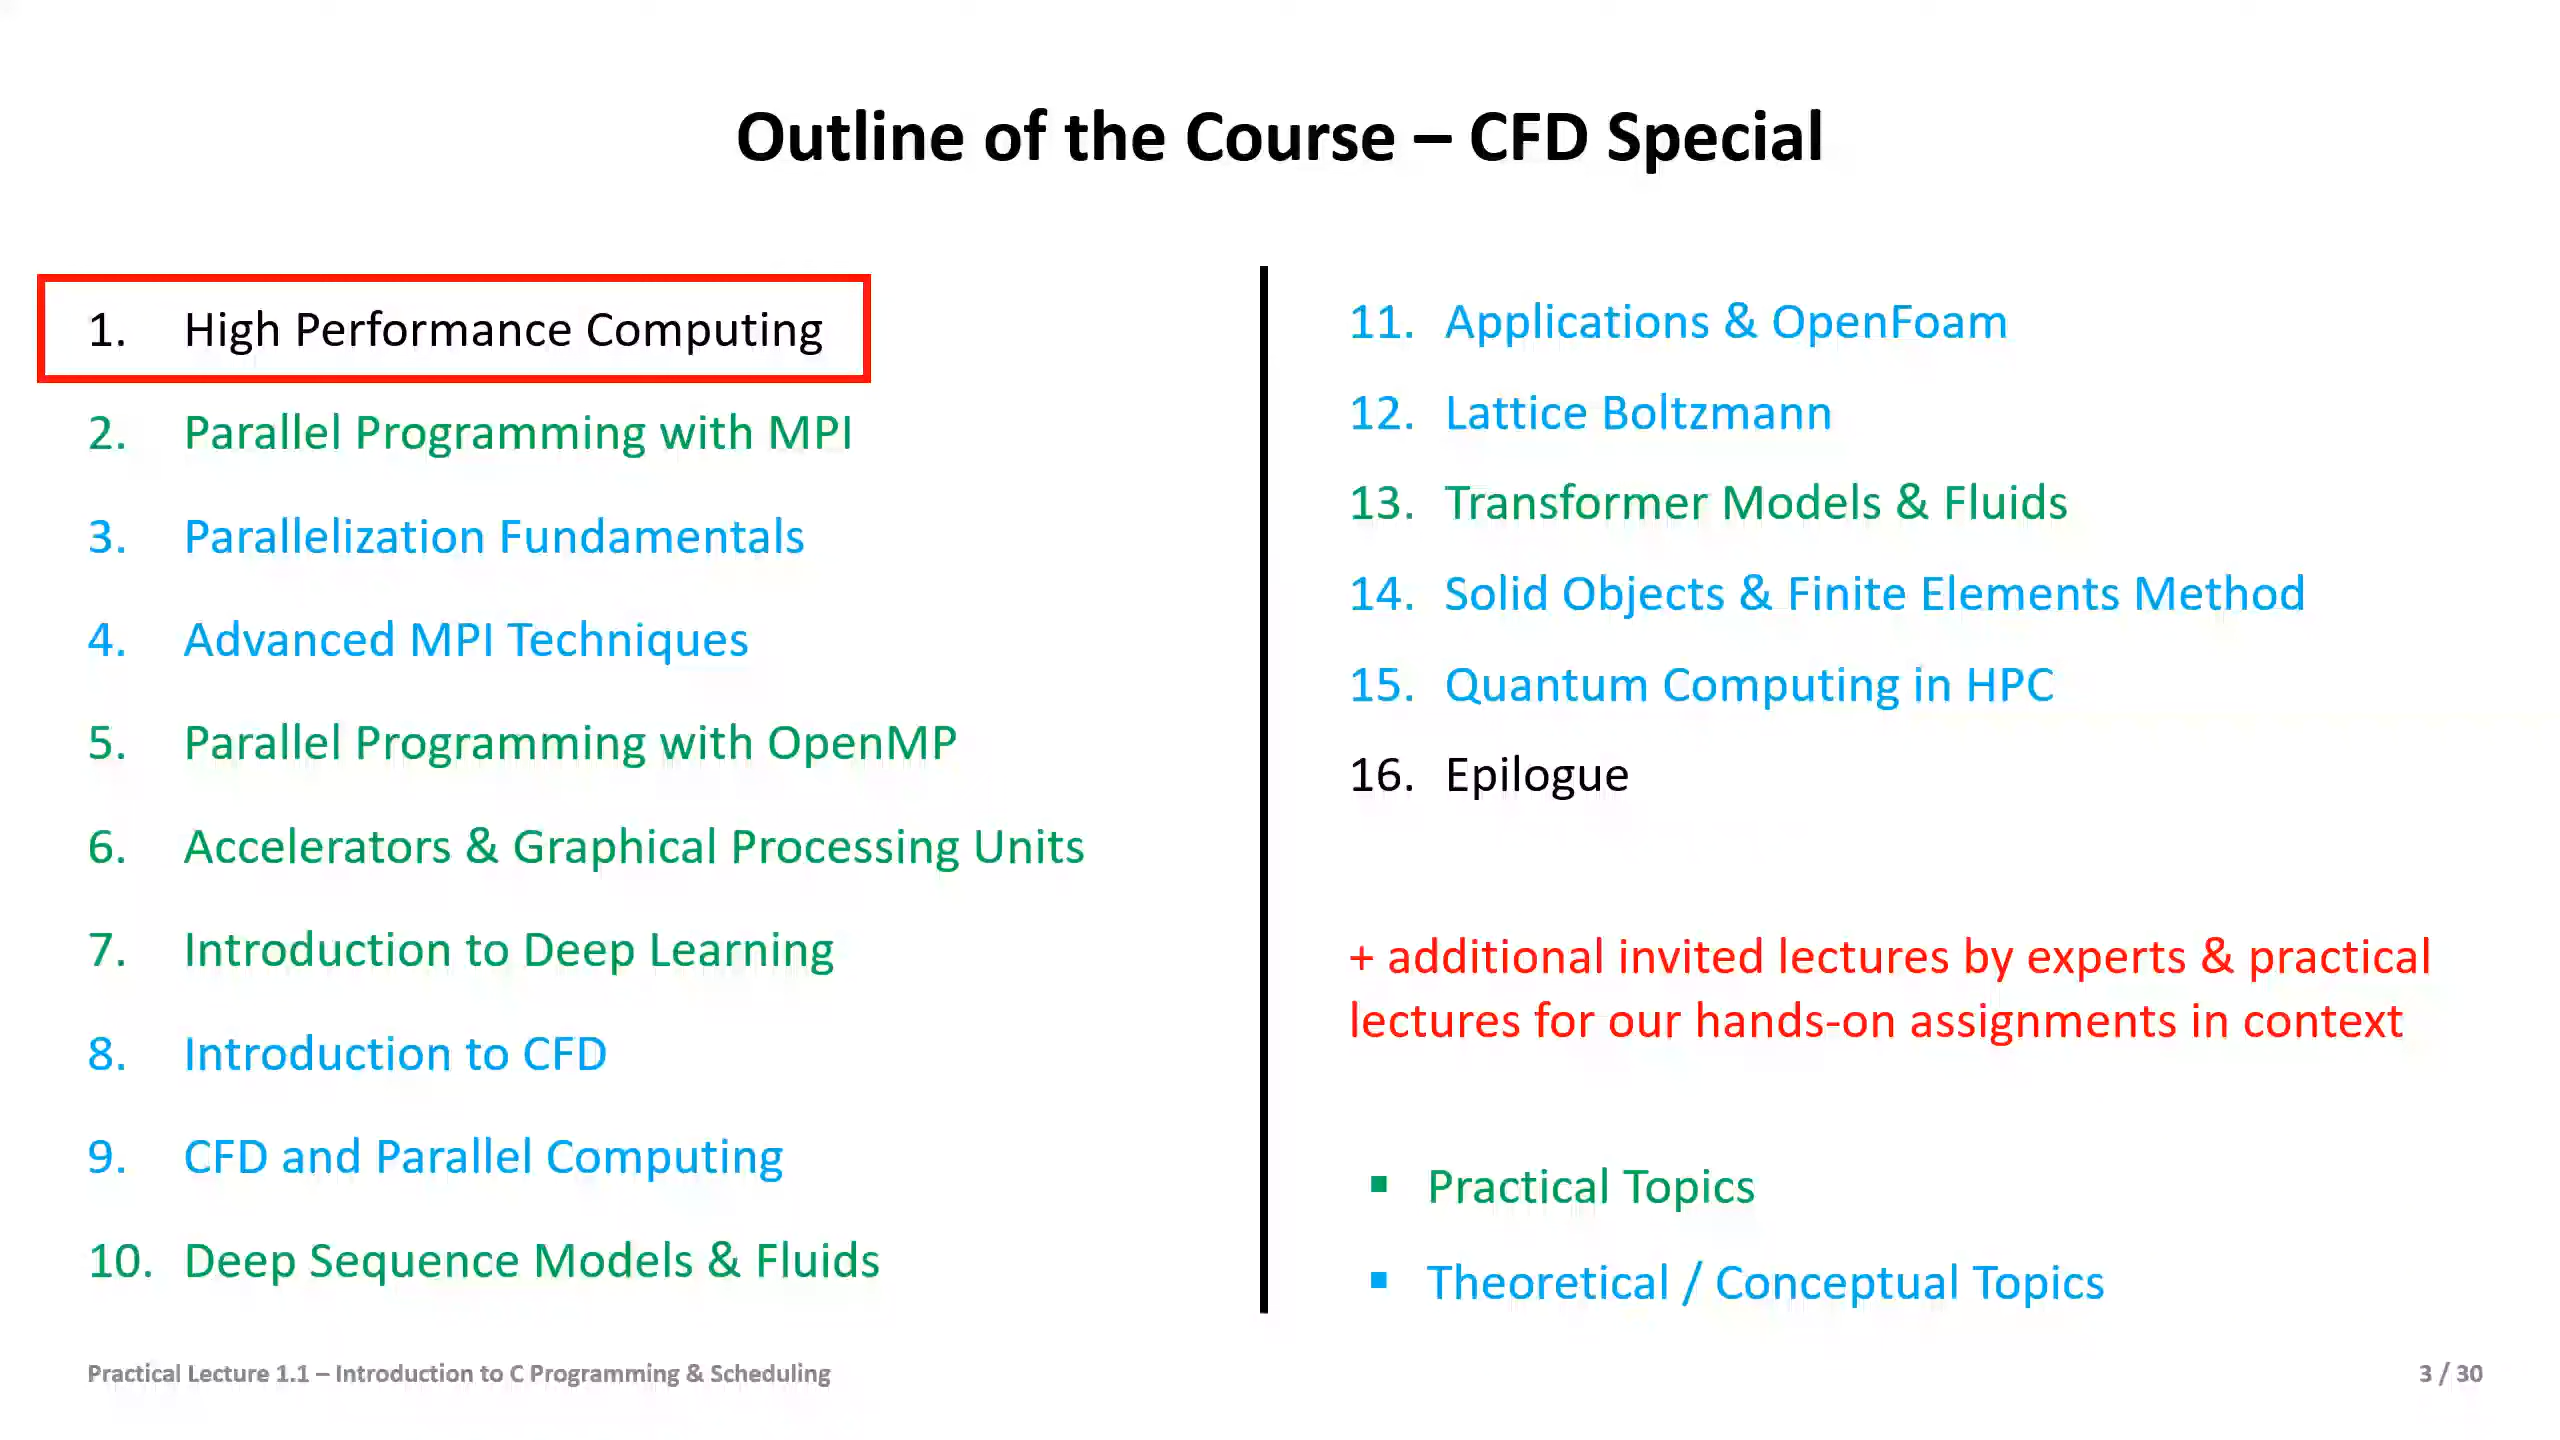 Outline of the Course – CFD Special
1. High Performance Computing
2. Parallel Programming with MPI
3. Parallelization Fundamentals
4. Advanced MPI Techniques
5. Parallel Programming with OpenMP
6. Accelerators & Graphical Processing Units
7. Introduction to Deep Learning
8. Introduction to CFD
9. CFD and Parallel Computing
10. Deep Sequence Models & Fluids
11. Applications & OpenFoam
12. Lattice Boltzmann
13. Transformer Models & Fluids
14. Solid Objects & Finite Elements Method
15. Quantum Computing in HPC
16. Epilogue
+ additional invited lectures by experts & practical
lectures for our hands-on assignments in context
▪ Practical Topics
▪ Theoretical / Conceptual Topics
Practical Lecture 1.1 – Introduction to C Programming & Scheduling
3 / 30